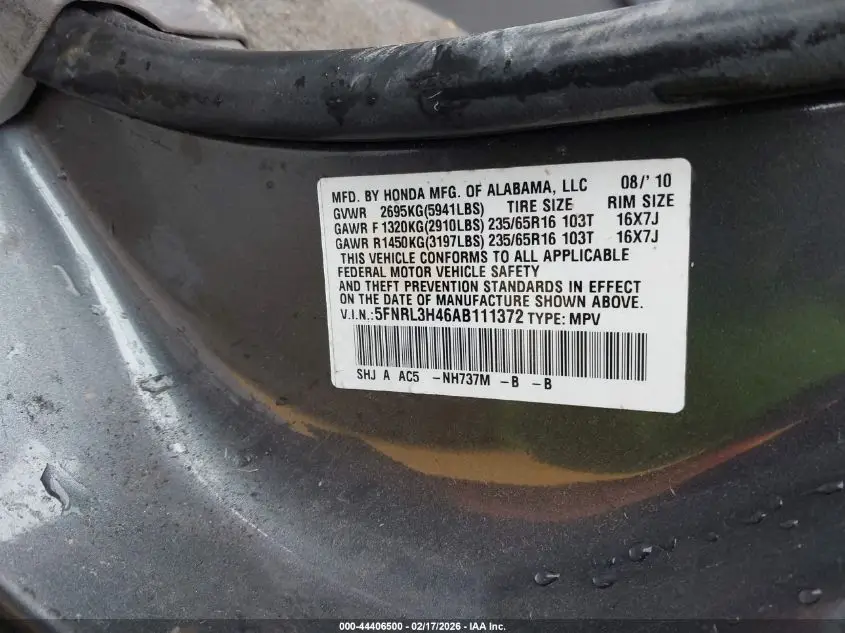 MFD. BY HONDA MFG. OF ALABAMA, LLC 08/' 10
GVWR 2695KG(5941LBS) TIRE SIZE RIM SIZE
GAWR F 1320KG(2910LBS) 235/65R16 103T 16X7J
GAWR R1450KG(3197LBS) 235/65R16 103T 16X7J
THIS VEHICLE CONFORMS TO ALL APPLICABLE
FEDERAL MOTOR VEHICLE SAFETY
AND THEFT PREVENTION STANDARDS IN EFFECT
ON THE DATE OF MANUFACTURE SHOWN ABOVE.
V.I.N.:5FNRL3H46AB111372 TYPE: MPV
SHJ A AC5 -NH737M -B -B
000-44406500 - 02/17/2026 - IAA Inc.